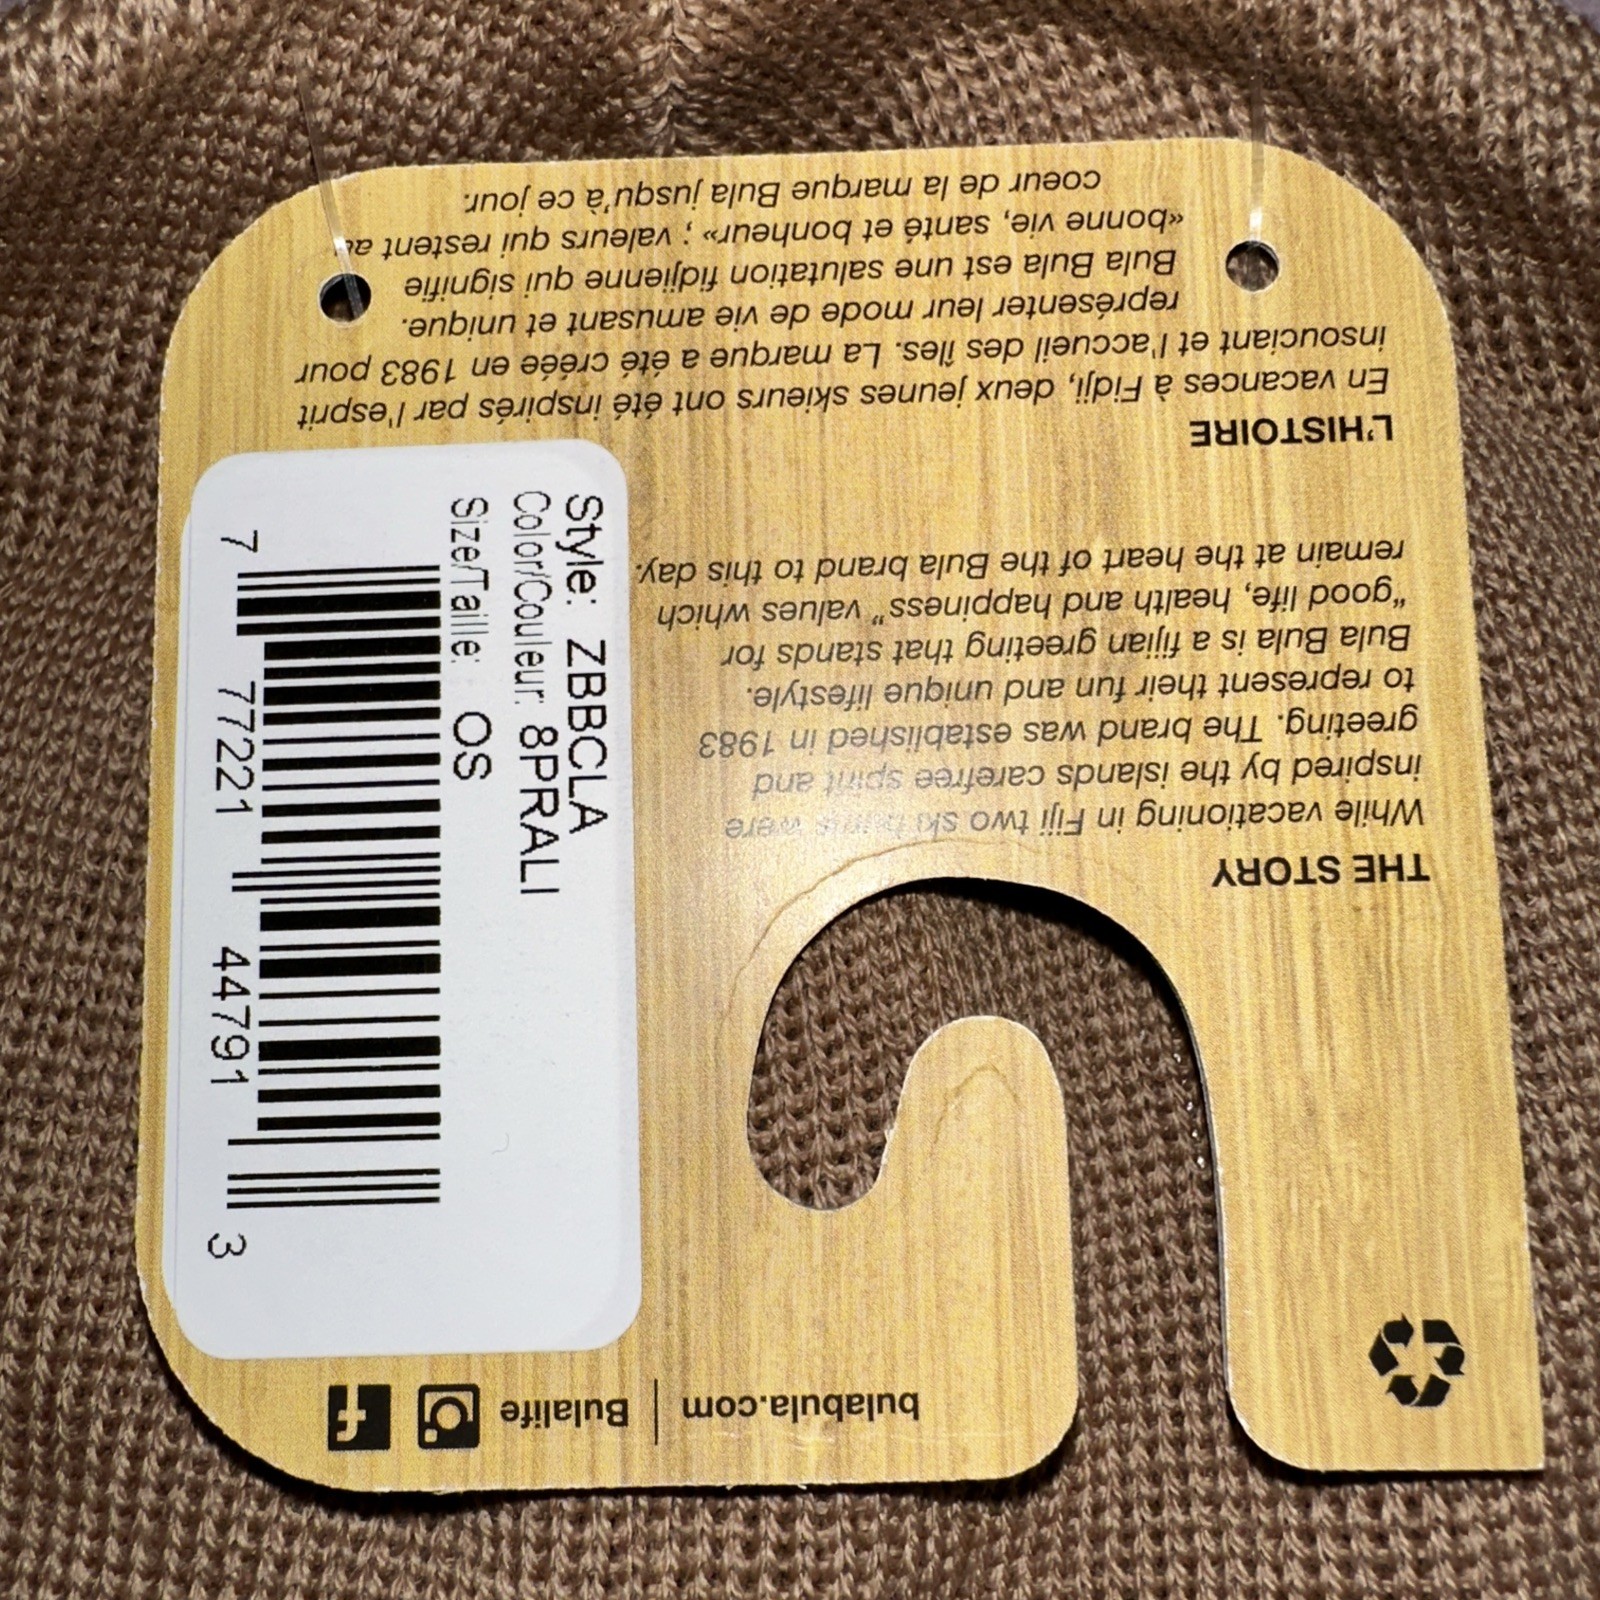 THE STORY
While vacationing in Fiji two ski bums were
inspired by the islands carefree spirit and
greeting. The brand was established in 1983
to represent their fun and unique lifestyle.
Bula Bula is a fijian greeting that stands for
"good life, health and happiness" values which
remain at the heart of the Bula brand to this day.
L'HISTOIRE
En vacances à Fidji, deux jeunes skieurs ont été inspirés par l'esprit
insouciant et l'accueil des îles. La marque a été créée en 1983 pour
représenter leur mode de vie amusant et unique.
Bula Bula est une salutation fidjienne qui signifie
«bonne vie, santé et bonheur» ; valeurs qui restent au
coeur de la marque Bula jusqu'à ce jour.
Style: ZBBCLA
Color/Couleur: 8PRALI
Size/Taille: OS
7 77221 44791 3
bulabula.com | Bulalife